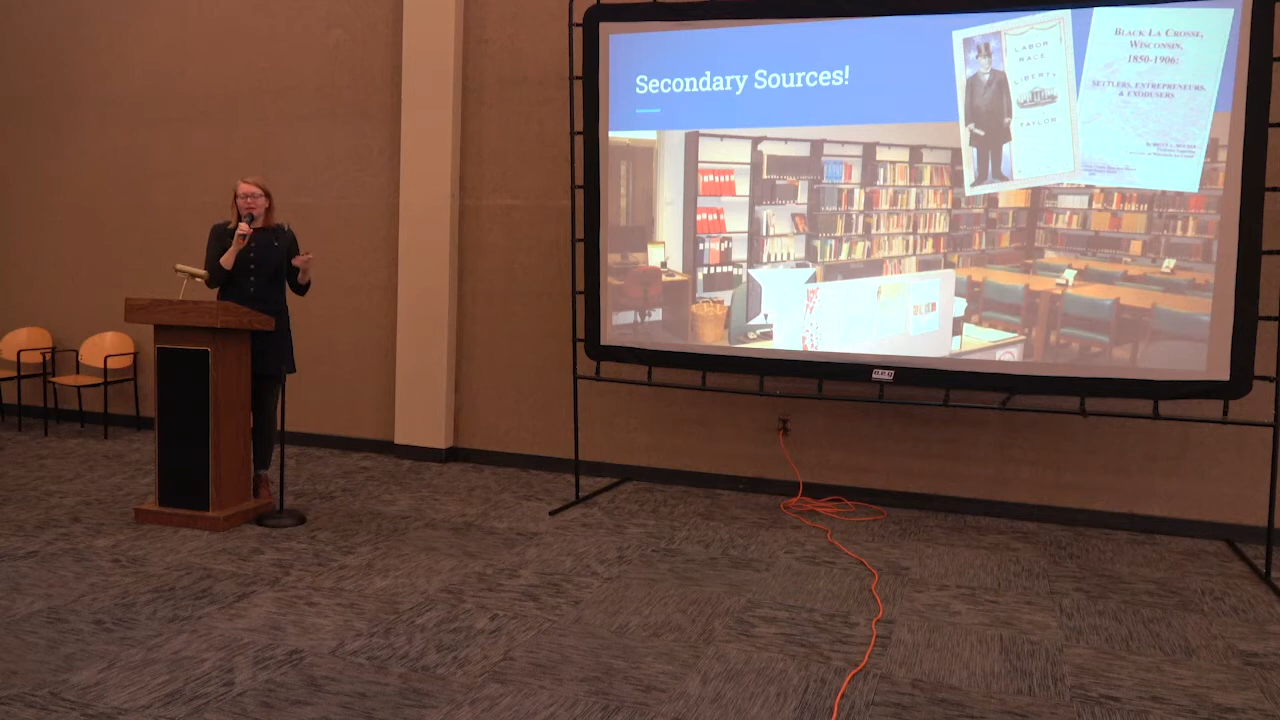 Secondary Sources!
LABOR
RACE
LIBERTY
TAYLOR
BLACK LA CROSSE,
WISCONSIN,
1850-1906:
SETTLERS, ENTREPRENEURS,
& EXODUSERS